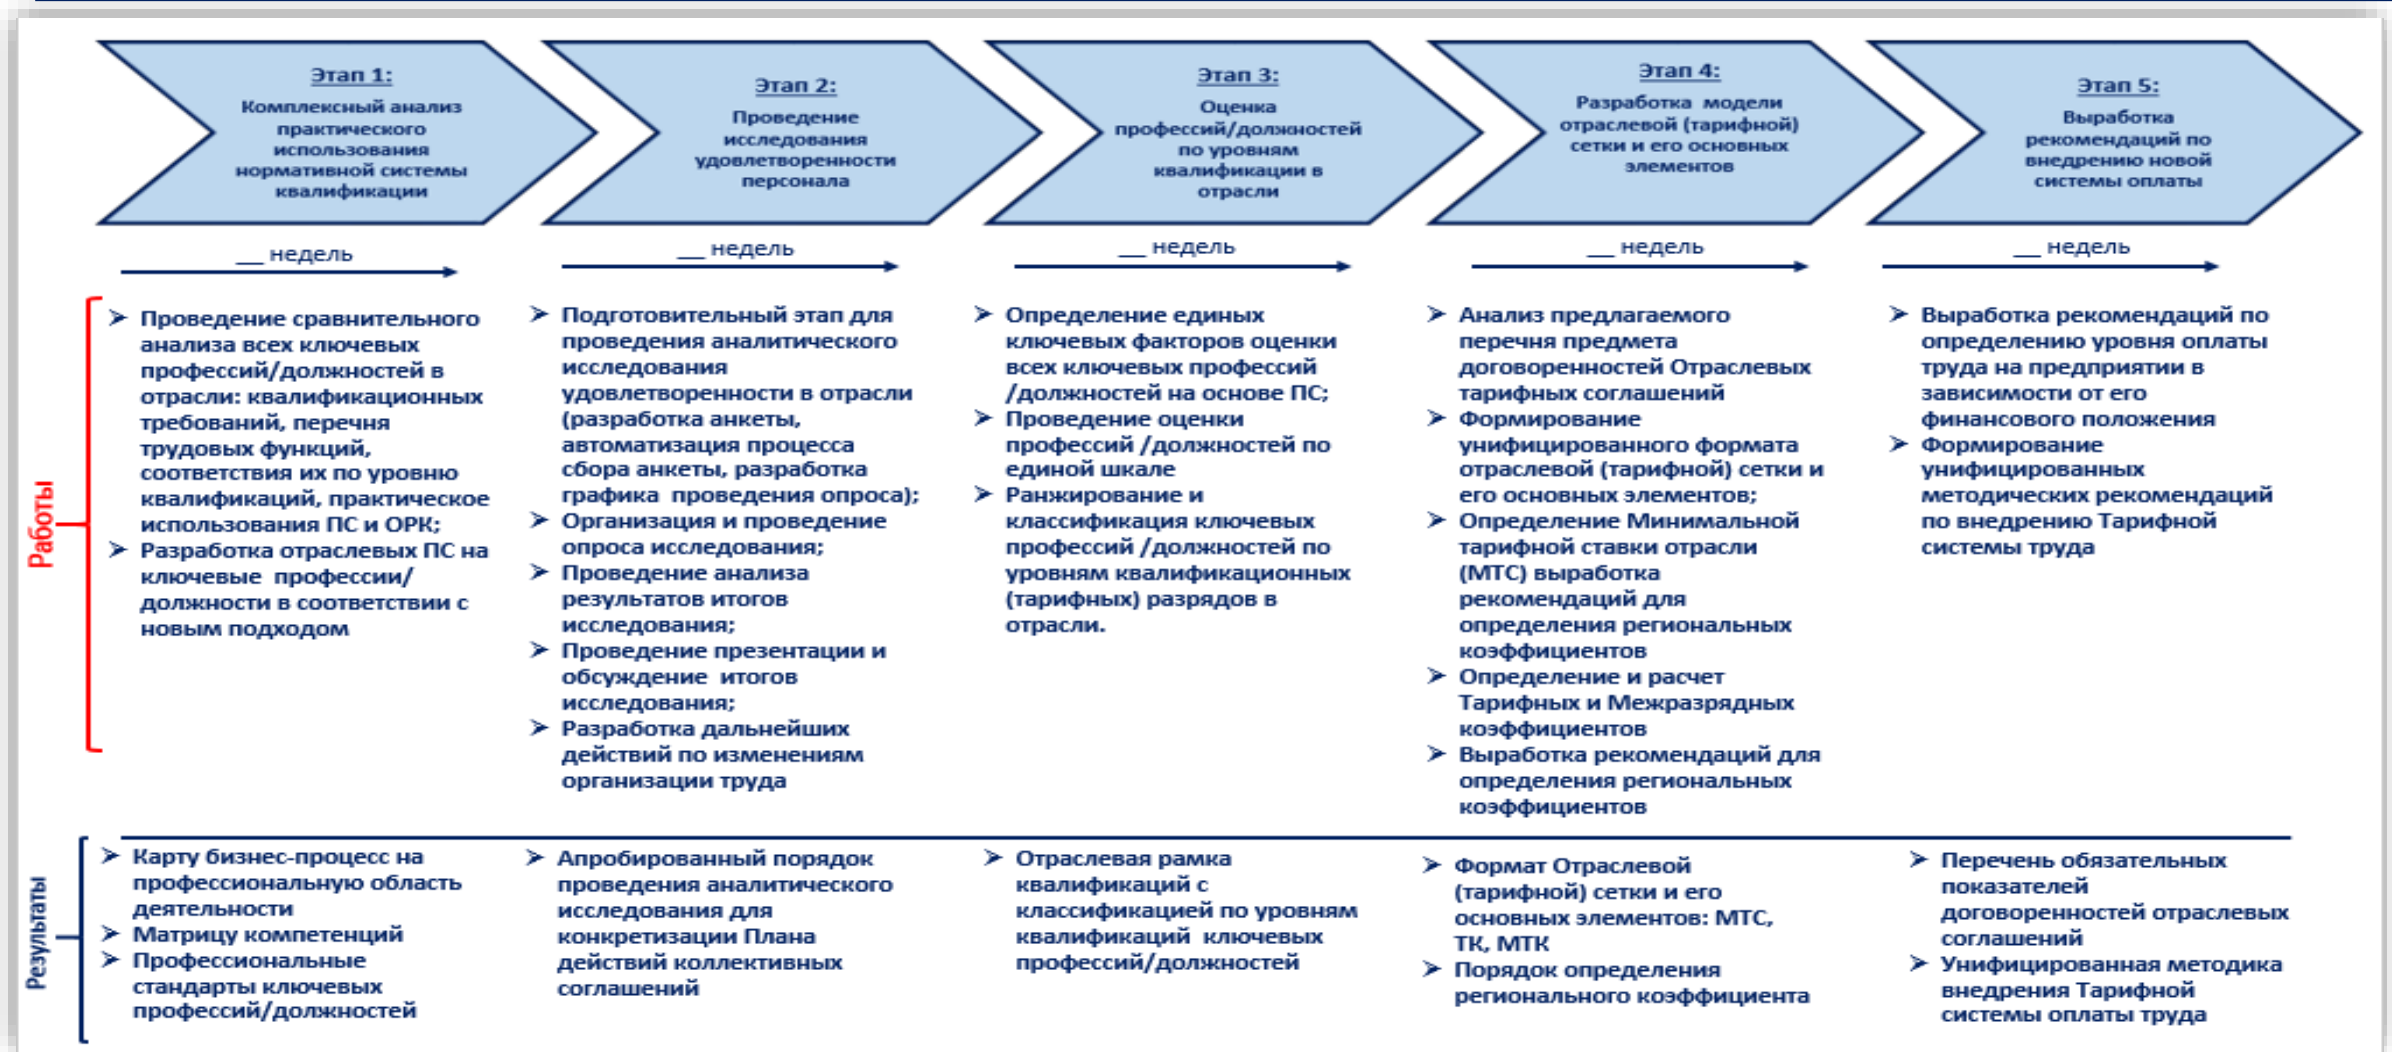 Этап 1:
Комплексный анализ
практического
использования
нормативной системы
квалификации
Этап 2:
Проведение
исследования
удовлетворенности
персонала
Этап 3:
Оценка
профессий/должностей
по уровням
квалификации в
отрасли
Этап 4:
Разработка модели
отраслевой (тарифной)
сетки и его основных
элементов
Этап 5:
Выработка
рекомендаций по
внедрению новой
системы оплаты
__ недель
__ недель
__ недель
__ недель
__ недель
Работы
➢ Проведение сравнительного
анализа всех ключевых
профессий/должностей в
отрасли: квалификационных
требований, перечня
трудовых функций,
соответствия их по уровню
квалификаций, практическое
использования ПС и ОРК;
➢ Разработка отраслевых ПС на
ключевые профессии/
должности в соответствии с
новым подходом
➢ Подготовительный этап для
проведения аналитического
исследования
удовлетворенности в отрасли
(разработка анкеты,
автоматизация процесса
сбора анкеты, разработка
графика проведения опроса);
➢ Организация и проведение
опроса исследования;
➢ Проведение анализа
результатов итогов
исследования;
➢ Проведение презентации и
обсуждение итогов
исследования;
➢ Разработка дальнейших
действий по изменениям
организации труда
➢ Определение единых
ключевых факторов оценки
всех ключевых профессий
/должностей на основе ПС;
➢ Проведение оценки
профессий /должностей по
единой шкале
➢ Ранжирование и
классификация ключевых
профессий /должностей по
уровням квалификационных
(тарифных) разрядов в
отрасли.
➢ Анализ предлагаемого
перечня предмета
договоренностей Отраслевых
тарифных соглашений
➢ Формирование
унифицированного формата
отраслевой (тарифной) сетки и
его основных элементов;
➢ Определение Минимальной
тарифной ставки отрасли
(МТС) выработка
рекомендаций для
определения региональных
коэффициентов
➢ Определение и расчет
Тарифных и Межразрядных
коэффициентов
➢ Выработка рекомендаций для
определения региональных
коэффициентов
➢ Выработка рекомендаций по
определению уровня оплаты
труда на предприятии в
зависимости от его
финансового положения
➢ Формирование
унифицированных
методических рекомендаций
по внедрению Тарифной
системы труда
Результаты
➢ Карту бизнес-процесс на
профессиональную область
деятельности
➢ Матрицу компетенций
➢ Профессиональные
стандарты ключевых
профессий/должностей
➢ Апробированный порядок
проведения аналитического
исследования для
конкретизации Плана
действий коллективных
соглашений
➢ Отраслевая рамка
квалификаций с
классификацией по уровням
квалификаций ключевых
профессий/должностей
➢ Формат Отраслевой
(тарифной) сетки и его
основных элементов: МТС,
ТК, МТК
➢ Порядок определения
регионального коэффициента
➢ Перечень обязательных
показателей
договоренностей отраслевых
соглашений
➢ Унифицированная методика
внедрения Тарифной
системы оплаты труда